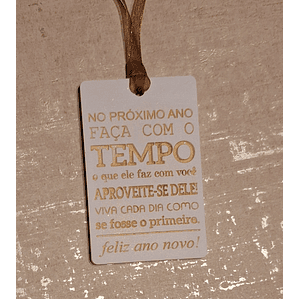 NO PRÓXIMO ANO
FAÇA COM O
TEMPO
o que ele faz com você
APROVEITE-SE DELE!
VIVA CADA DIA COMO
se fosse o primeiro.
feliz ano novo!